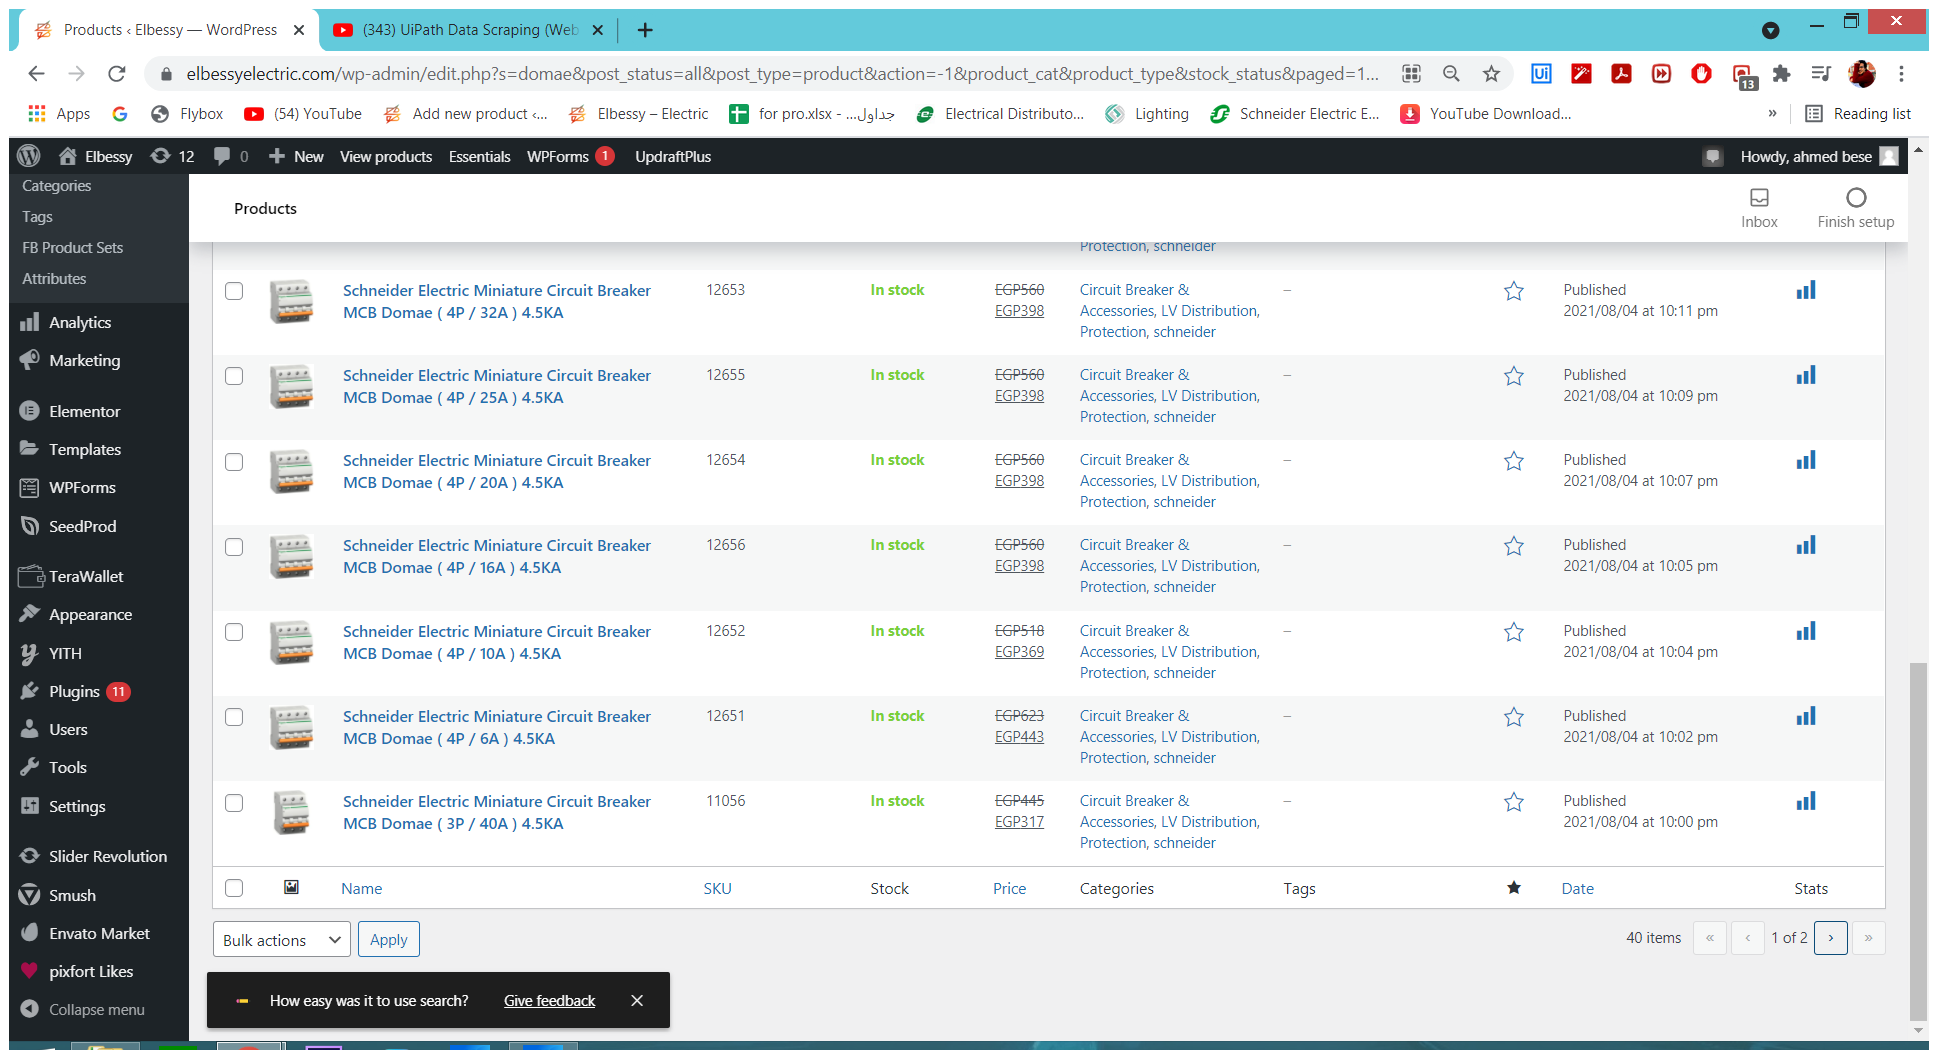 Products ‹ Elbessy — WordPress
(343) UiPath Data Scraping (Web
elbessyelectric.com/wp-admin/edit.php?s=domae&post_status=all&post_type=product&action=-1&product_cat&product_type&stock_status&paged=1...
13
Apps
Flybox
(54) YouTube
Add new product ‹...
Elbessy – Electric
for pro.xlsx - ...جداول
Electrical Distributo...
Lighting
Schneider Electric E...
YouTube Download...
»
Reading list
Elbessy
12
0
New
View products
Essentials
WPForms 1
UpdraftPlus
Howdy, ahmed bese
Categories
Tags
FB Product Sets
Attributes
Analytics
Marketing
Elementor
Templates
WPForms
SeedProd
TeraWallet
Appearance
YITH
Plugins 11
Users
Tools
Settings
Slider Revolution
Smush
Envato Market
pixfort Likes
Collapse menu
Products
Inbox
Finish setup
Protection, schneider
Schneider Electric Miniature Circuit Breaker
MCB Domae ( 4P / 32A ) 4.5KA
12653
In stock
EGP560
EGP398
Circuit Breaker &
Accessories, LV Distribution,
Protection, schneider
–
Published
2021/08/04 at 10:11 pm
Schneider Electric Miniature Circuit Breaker
MCB Domae ( 4P / 25A ) 4.5KA
12655
In stock
EGP560
EGP398
Circuit Breaker &
Accessories, LV Distribution,
Protection, schneider
–
Published
2021/08/04 at 10:09 pm
Schneider Electric Miniature Circuit Breaker
MCB Domae ( 4P / 20A ) 4.5KA
12654
In stock
EGP560
EGP398
Circuit Breaker &
Accessories, LV Distribution,
Protection, schneider
–
Published
2021/08/04 at 10:07 pm
Schneider Electric Miniature Circuit Breaker
MCB Domae ( 4P / 16A ) 4.5KA
12656
In stock
EGP560
EGP398
Circuit Breaker &
Accessories, LV Distribution,
Protection, schneider
–
Published
2021/08/04 at 10:05 pm
Schneider Electric Miniature Circuit Breaker
MCB Domae ( 4P / 10A ) 4.5KA
12652
In stock
EGP518
EGP369
Circuit Breaker &
Accessories, LV Distribution,
Protection, schneider
–
Published
2021/08/04 at 10:04 pm
Schneider Electric Miniature Circuit Breaker
MCB Domae ( 4P / 6A ) 4.5KA
12651
In stock
EGP623
EGP443
Circuit Breaker &
Accessories, LV Distribution,
Protection, schneider
–
Published
2021/08/04 at 10:02 pm
Schneider Electric Miniature Circuit Breaker
MCB Domae ( 3P / 40A ) 4.5KA
11056
In stock
EGP445
EGP317
Circuit Breaker &
Accessories, LV Distribution,
Protection, schneider
–
Published
2021/08/04 at 10:00 pm
Name
SKU
Stock
Price
Categories
Tags
Date
Stats
Bulk actions
Apply
40 items
« ‹ 1 of 2 › »
How easy was it to use search?
Give feedback